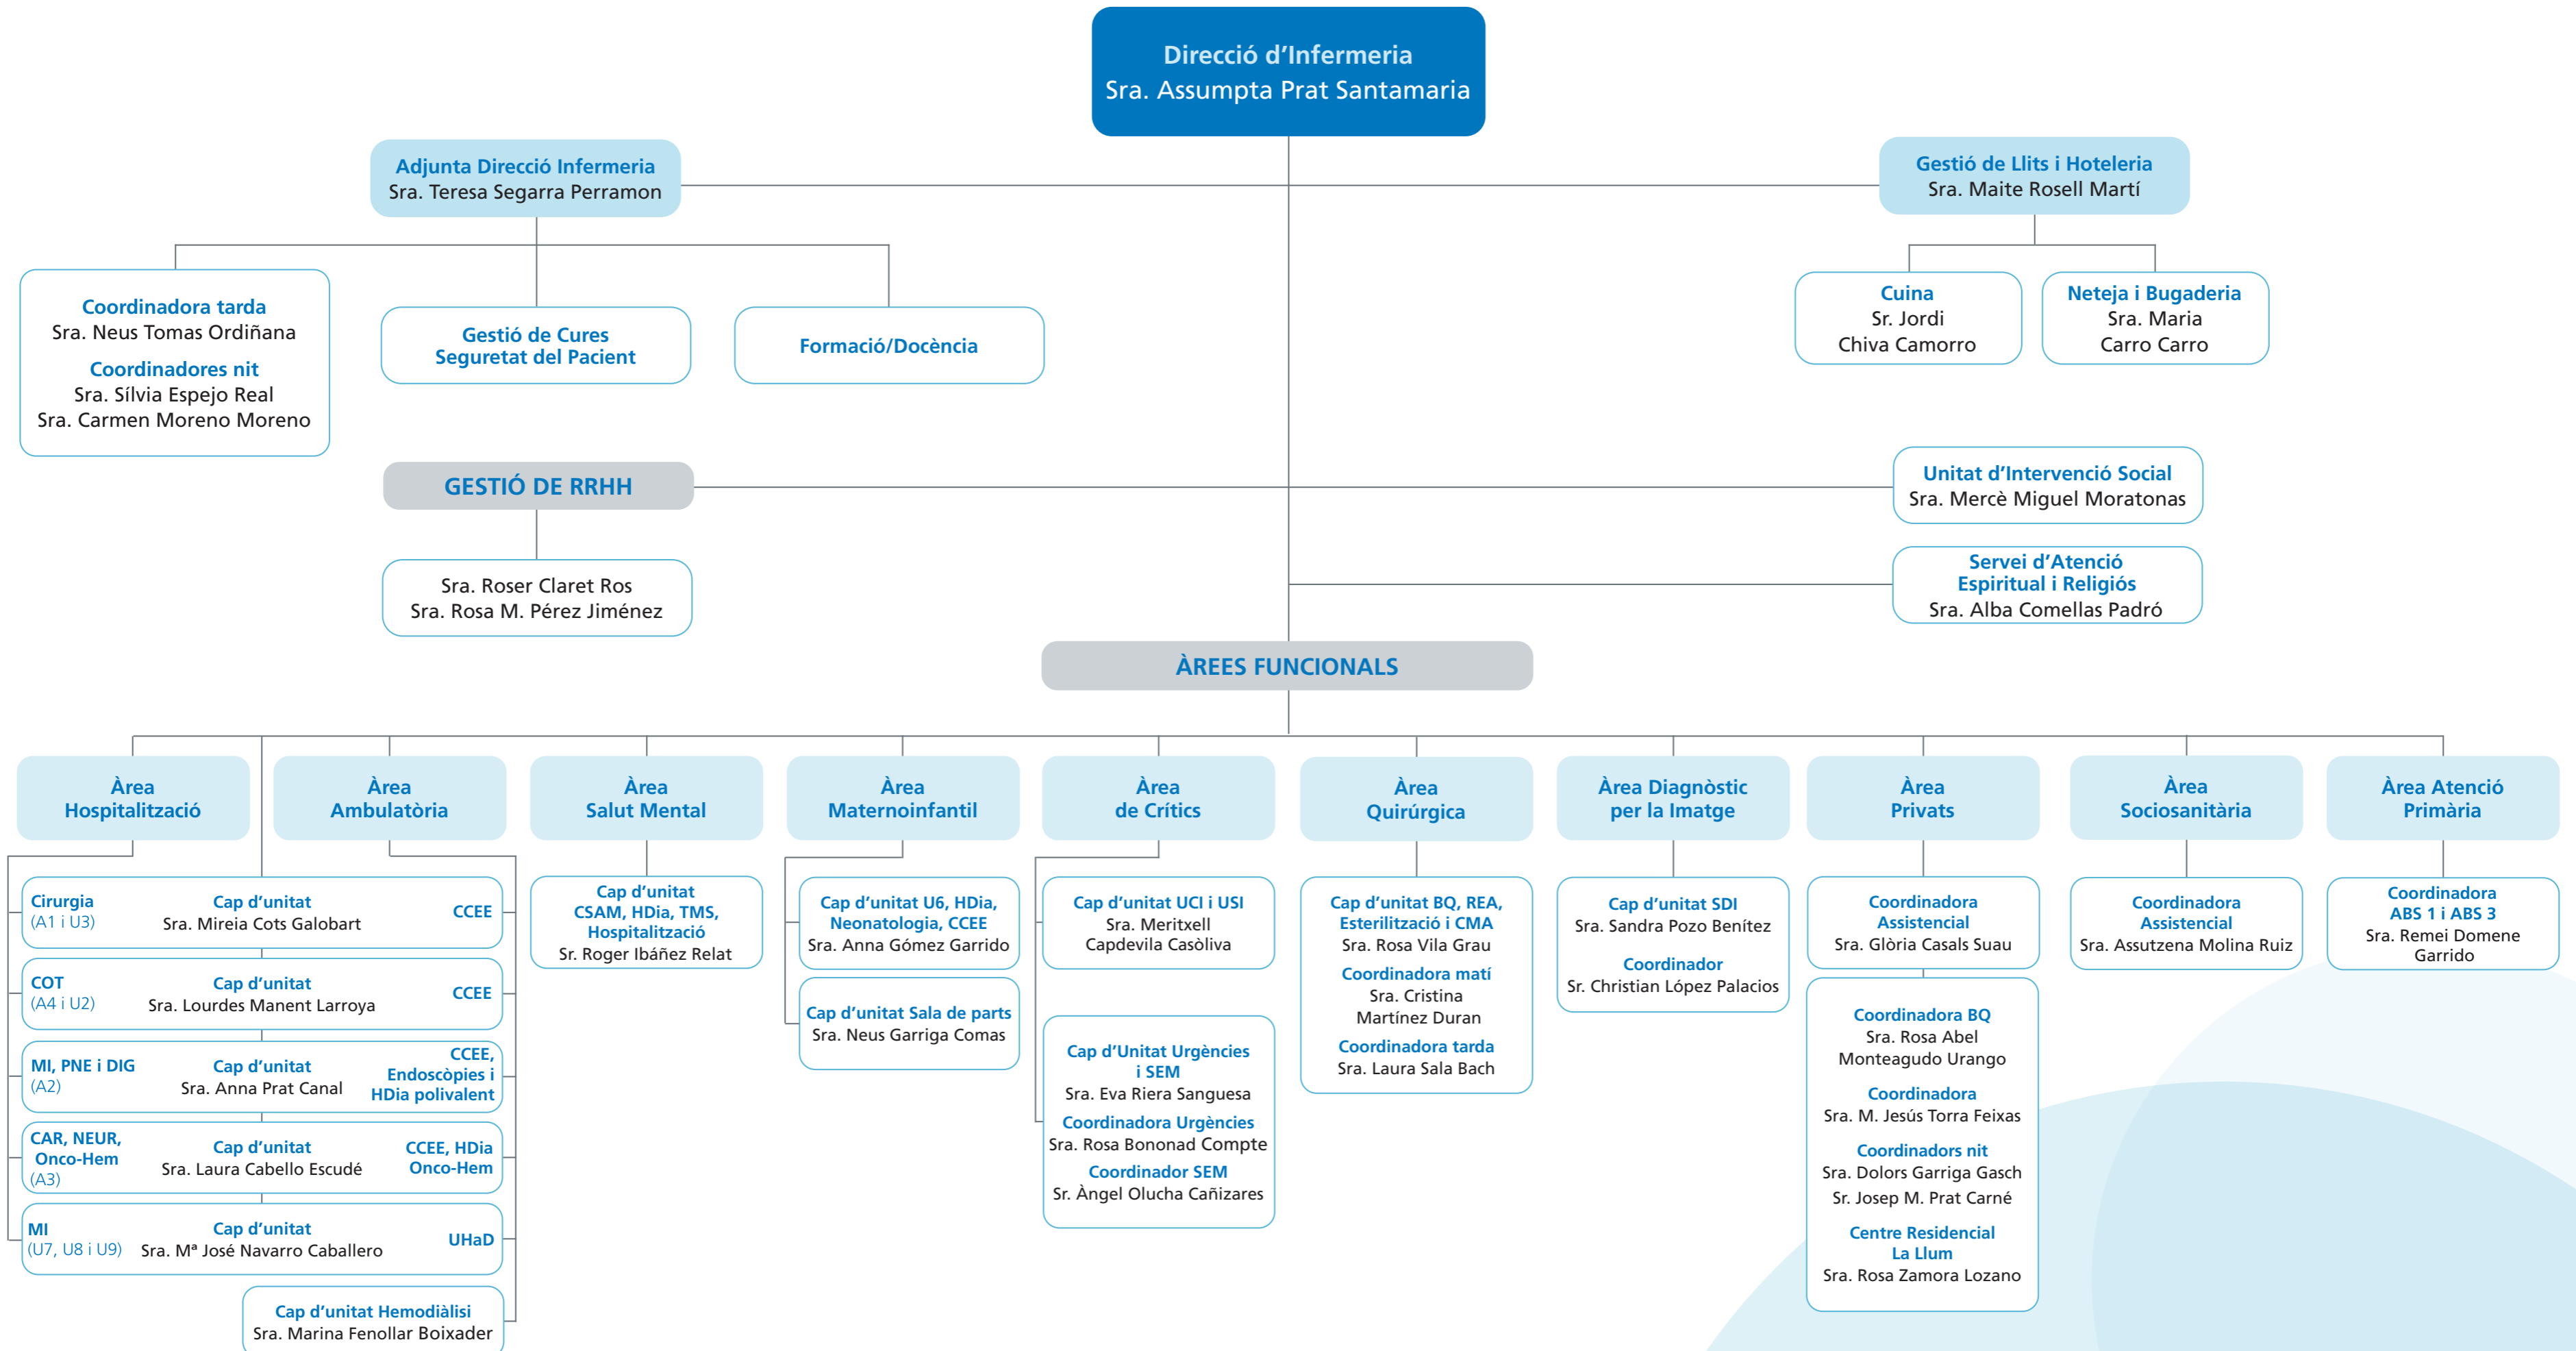 Direcció d’Infermeria
Sra. Assumpta Prat Santamaria
Adjunta Direcció Infermeria
Sra. Teresa Segarra Perramon
Gestió de Llits i Hoteleria
Sra. Maite Rosell Martí
Coordinadora tarda
Sra. Neus Tomas Ordiñana
Coordinadores nit
Sra. Sílvia Espejo Real
Sra. Carmen Moreno Moreno
Gestió de Cures
Seguretat del Pacient
Formació/Docència
Cuina
Sr. Jordi
Chiva Camorro
Neteja i Bugaderia
Sra. Maria
Carro Carro
GESTIÓ DE RRHH
Sra. Roser Claret Ros
Sra. Rosa M. Pérez Jiménez
Unitat d’Intervenció Social
Sra. Mercè Miguel Moratonas
Servei d’Atenció
Espiritual i Religiós
Sra. Alba Comellas Padró
ÀREES FUNCIONALS
Àrea
Hospitalització
Àrea
Ambulatòria
Àrea
Salut Mental
Àrea
Maternoinfantil
Àrea
de Crítics
Àrea
Quirúrgica
Àrea Diagnòstic
per la Imatge
Àrea
Privats
Àrea
Sociosanitària
Àrea Atenció
Primària
Cirurgia
(A1 i U3)
Cap d’unitat
Sra. Mireia Cots Galobart
CCEE
COT
(A4 i U2)
Cap d’unitat
Sra. Lourdes Manent Larroya
CCEE
MI, PNE i DIG
(A2)
Cap d’unitat
Sra. Anna Prat Canal
CCEE,
Endoscòpies i
HDia polivalent
CAR, NEUR,
Onco-Hem
(A3)
Cap d’unitat
Sra. Laura Cabello Escudé
CCEE, HDia
Onco-Hem
MI
(U7, U8 i U9)
Cap d’unitat
Sra. Mª José Navarro Caballero
UHaD
Cap d’unitat Hemodiàlisi
Sra. Marina Fenollar Boixader
Cap d’unitat
CSAM, HDia, TMS,
Hospitalització
Sr. Roger Ibáñez Relat
Cap d’unitat U6, HDia,
Neonatologia, CCEE
Sra. Anna Gómez Garrido
Cap d’unitat Sala de parts
Sra. Neus Garriga Comas
Cap d’unitat UCI i USI
Sra. Meritxell
Capdevila Casòliva
Cap d’Unitat Urgències
i SEM
Sra. Eva Riera Sanguesa
Coordinadora Urgències
Sra. Rosa Bononad Compte
Coordinador SEM
Sr. Àngel Olucha Cañizares
Cap d’unitat BQ, REA,
Esterilització i CMA
Sra. Rosa Vila Grau
Coordinadora matí
Sra. Cristina
Martínez Duran
Coordinadora tarda
Sra. Laura Sala Bach
Cap d’unitat SDI
Sra. Sandra Pozo Benítez
Coordinador
Sr. Christian López Palacios
Coordinadora
Assistencial
Sra. Glòria Casals Suau
Coordinadora BQ
Sra. Rosa Abel
Monteagudo Urango
Coordinadora
Sra. M. Jesús Torra Feixas
Coordinadors nit
Sra. Dolors Garriga Gasch
Sr. Josep M. Prat Carné
Centre Residencial
La Llum
Sra. Rosa Zamora Lozano
Coordinadora
Assistencial
Sra. Assutzena Molina Ruiz
Coordinadora
ABS 1 i ABS 3
Sra. Remei Domene
Garrido